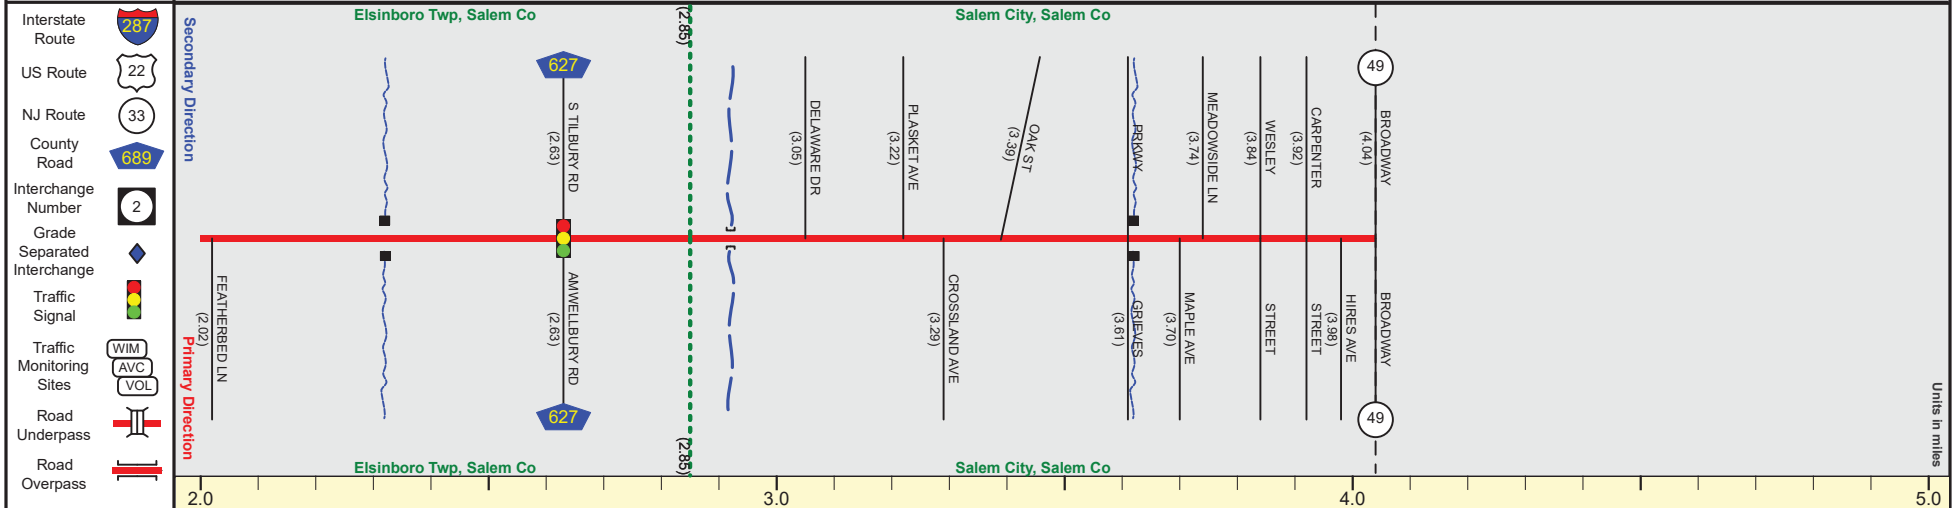 Interstate
Route
287
US Route
22
NJ Route
33
County
Road
689
Interchange
Number
2
Grade
Separated
Interchange
Traffic
Signal
Traffic
Monitoring
Sites
WIM
AVC
VOL
Road
Underpass
Road
Overpass
Secondary Direction
Primary Direction
Elsinboro Twp, Salem Co
(2.85)
Salem City, Salem Co
627
S TILBURY RD
(2.63)
DELAWARE DR
(3.05)
PLASKET AVE
(3.22)
OAK ST
(3.39)
PRKWY
MEADOWSIDE LN
(3.74)
WESLEY
(3.84)
CARPENTER
(3.92)
49
BROADWAY
(4.04)
FEATHERBED LN
(2.02)
AMWELLBURY RD
(2.63)
627
CROSSLAND AVE
(3.29)
GRIEVES
(3.61)
MAPLE AVE
(3.70)
STREET
STREET
HIRES AVE
(3.98)
BROADWAY
49
Elsinboro Twp, Salem Co
(2.85)
Salem City, Salem Co
Units in miles
2.0
3.0
4.0
5.0